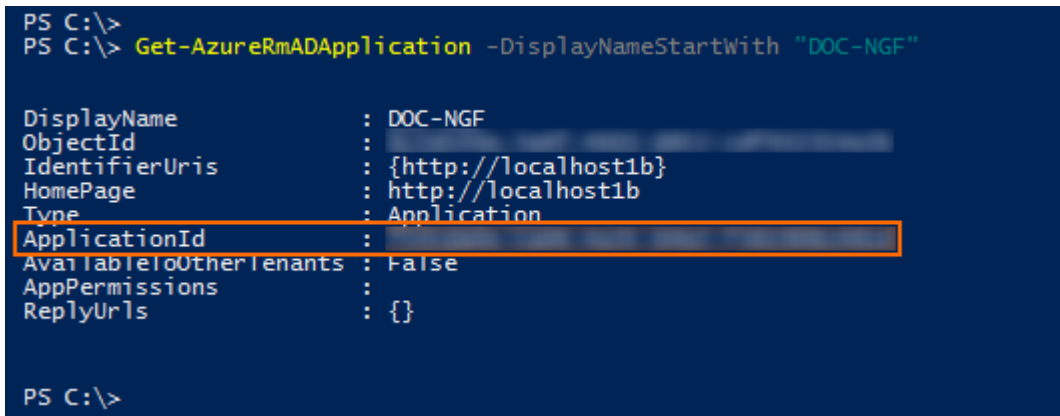 PS C:\>
PS C:\> Get-AzureRmADApplication -DisplayNameStartWith "DOC-NGF"
DisplayName : DOC-NGF
ObjectId :
IdentifierUris : {http://localhost1b}
HomePage : http://localhost1b
Type : Application
ApplicationId :
AvailableToOtherTenants : False
AppPermissions :
ReplyUrls : {}
PS C:\>